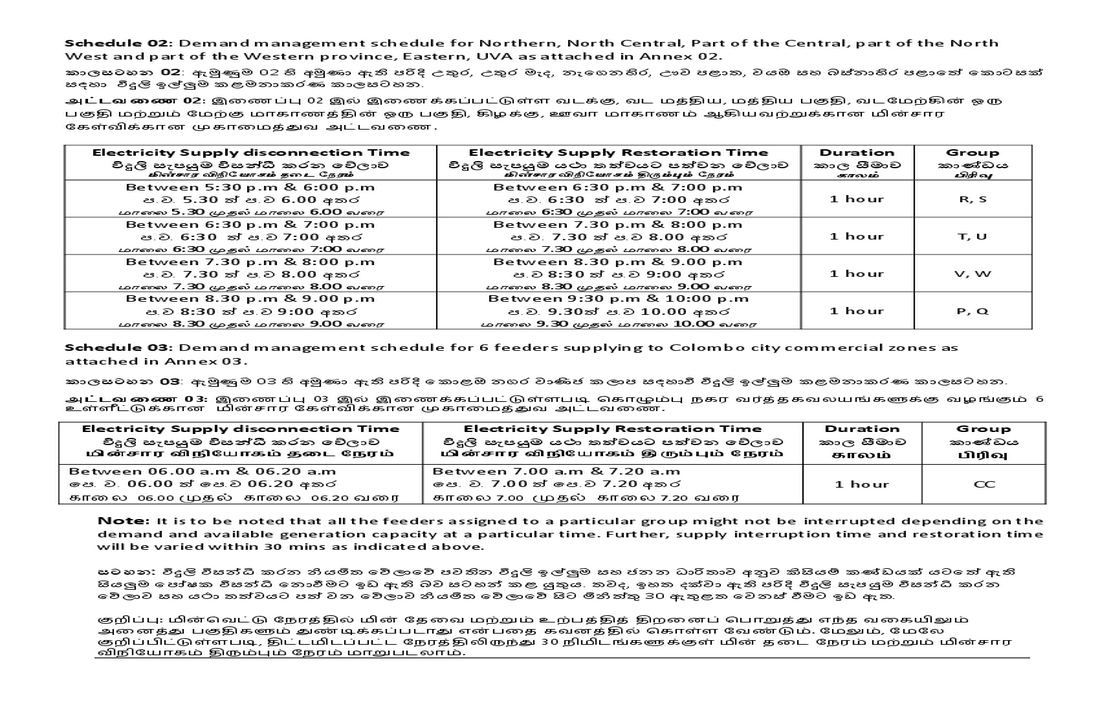 Schedule 02: Demand management schedule for Northern, North Central, Part of the Central, part of the North
West and part of the Western province, Eastern, UVA as attached in Annex 02.
කාලසටහන 02: ඇමුණුම 02 හි අමුණා ඇති පරිදි උතුර, උතුර මැද, නැගෙනහිර, ඌව පළාත, වයඹ සහ බස්නාහිර පළාතේ කොටසක්
සඳහා විදුලි ඉල්ලුම කළමනාකරණ කාලසටහන.
அட்டவணை 02: இணைப்பு 02 இல் இணைக்கப்பட்டுள்ள வடக்கு, வட மத்திய, மத்திய பகுதி, வடமேற்கின் ஒரு
பகுதி மற்றும் மேற்கு மாகாணத்தின் ஒரு பகுதி, கிழக்கு, ஊவா மாகாணம் ஆகியவற்றுக்கான மின்சார
கேள்விக்கான முகாமைத்துவ அட்டவணை.
Electricity Supply disconnection Time Electricity Supply Restoration Time Duration Group
විදුලි සැපයුම විසන්ධි කරන වේලාව විදුලි සැපයුම යථා තත්වයට පත්වන වේලාව කාල සීමාව කාණ්ඩය
மின்சார விநியோகம் தடை நேரம் மின்சார விநியோகம் திரும்பும் நேரம் காலம் பிரிவு
Between 5:30 p.m & 6:00 p.m Between 6:30 p.m & 7:00 p.m
ප.ව. 5.30 ත් ප.ව 6.00 අතර ප.ව. 6:30 ත් ප.ව 7:00 අතර 1 hour R, S
மாலை 5.30 முதல் மாலை 6.00 வரை மாலை 6:30 முதல் மாலை 7:00 வரை
Between 6:30 p.m & 7:00 p.m Between 7.30 p.m & 8:00 p.m
ප.ව. 6:30 ත් ප.ව 7:00 අතර ප.ව. 7.30 ත් ප.ව 8.00 අතර 1 hour T, U
மாலை 6:30 முதல் மாலை 7:00 வரை மாலை 7.30 முதல் மாலை 8.00 வரை
Between 7.30 p.m & 8:00 p.m Between 8.30 p.m & 9.00 p.m
ප.ව. 7.30 ත් ප.ව 8.00 අතර ප.ව 8:30 ත් ප.ව 9:00 අතර 1 hour V, W
மாலை 7.30 முதல் மாலை 8.00 வரை மாலை 8.30 முதல் மாலை 9.00 வரை
Between 8.30 p.m & 9.00 p.m Between 9:30 p.m & 10:00 p.m
ප.ව 8:30 ත් ප.ව 9:00 අතර ප.ව. 9.30ත් ප.ව 10.00 අතර 1 hour P, Q
மாலை 8.30 முதல் மாலை 9.00 வரை மாலை 9.30 முதல் மாலை 10.00 வரை
Schedule 03: Demand management schedule for 6 feeders supplying to Colombo city commercial zones as
attached in Annex 03.
කාලසටහන 03: ඇමුණුම 03 හි අමුණා ඇති පරිදි කොළඹ නගර වාණිජ කලාප සඳහාවී විදුලි ඉල්ලුම කළමනාකරණ කාලසටහන.
அட்டவணை 03: இணைப்பு 03 இல் இணைக்கப்பட்டுள்ளபடி கொழும்பு நகர வர்த்தகவலயங்களுக்கு வழங்கும் 6
உள்ளீட்டுக்கான மின்சார கேள்விக்கான முகாமைத்துவ அட்டவணை.
Electricity Supply disconnection Time Electricity Supply Restoration Time Duration Group
විදුලි සැපයුම විසන්ධි කරන වේලාව විදුලි සැපයුම යථා තත්වයට පත්වන වේලාව කාල සීමාව කාණ්ඩය
மின்சார விநியோகம் தடை நேரம் மின்சார விநியோகம் திரும்பும் நேரம் காலம் பிரிவு
Between 06.00 a.m & 06.20 a.m Between 7.00 a.m & 7.20 a.m
පෙ. ව. 06.00 ත් පෙ.ව 06.20 අතර පෙ. ව. 7.00 ත් පෙ.ව 7.20 අතර 1 hour CC
காலை 06.00 முதல் காலை 06.20 வரை காலை 7.00 முதல் காலை 7.20 வரை
Note: It is to be noted that all the feeders assigned to a particular group might not be interrupted depending on the
demand and available generation capacity at a particular time. Further, supply interruption time and restoration time
will be varied within 30 mins as indicated above.
සටහන: විදුලි විසන්ධි කරන නියමිත වේලාවේ පවතින විදුලි ඉල්ලුම සහ ජනන ධාරිතාව අනුව කිසියම් කණ්ඩයක් යටතේ ඇති
සියලුම පෝෂක විසන්ධි නොවීමට ඉඩ ඇති බව සටහන් කළ යුතුය. තවද, ඉහත දක්වා ඇති පරිදි විදුලි සැපයුම විසන්ධි කරන
වේලාව සහ යථා තත්වයට පත් වන වේලාව නියමිත වේලාවේ සිට මිනිත්තු 30 ඇතුළත වෙනස් වීමට ඉඩ ඇත.
குறிப்பு: மின்வெட்டு நேரத்தில் மின் தேவை மற்றும் உற்பத்தித் திறனைப் பொறுத்து எந்த வகையிலும்
அனைத்து பகுதிகளும் துண்டிக்கப்படாது என்பதை கவனத்தில் கொள்ள வேண்டும். மேலும், மேலே
குறிப்பிட்டுள்ளபடி, திட்டமிடப்பட்ட நேரத்திலிருந்து 30 நிமிடங்களுக்குள் மின் தடை நேரம் மற்றும் மின்சார
விநியோகம் திரும்பும் நேரம் மாறுபடலாம்.